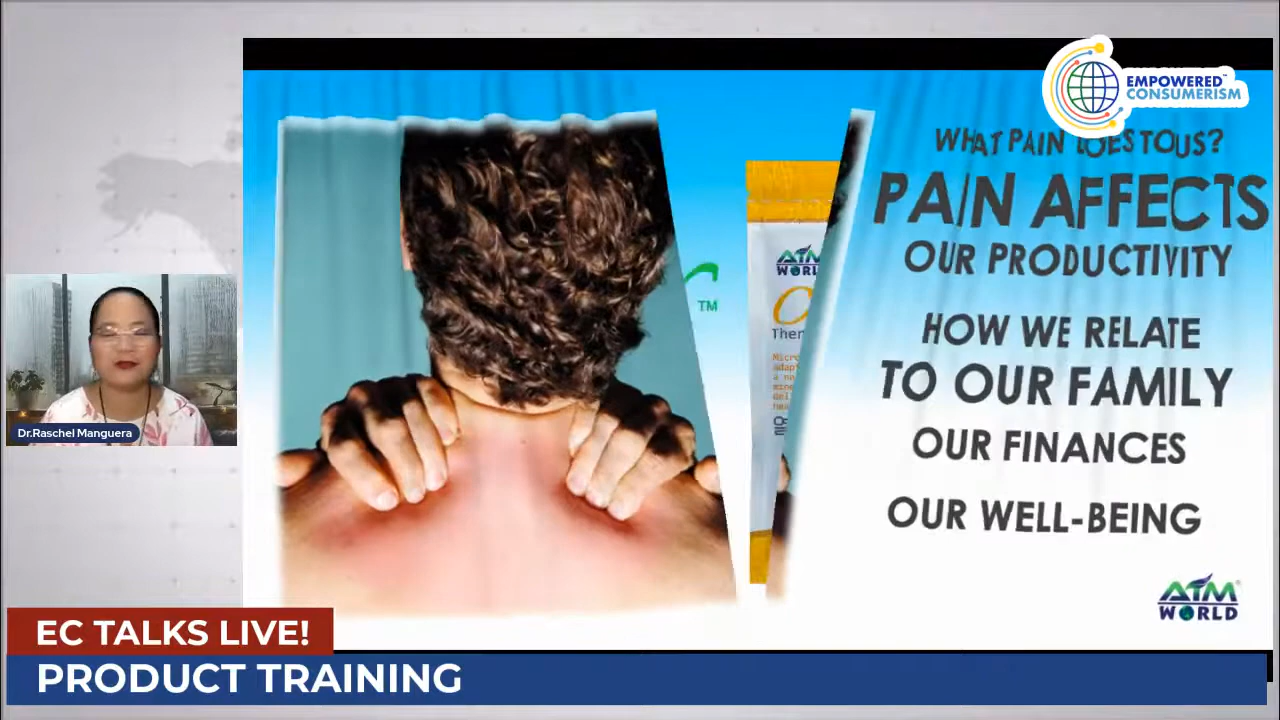 EMPOWERED™
CONSUMERISM
WHAT PAIN DOES TO US?
PAIN AFFECTS
OUR PRODUCTIVITY
HOW WE RELATE
TO OUR FAMILY
OUR FINANCES
OUR WELL-BEING
TM
ATM
WORLD
Dr.Raschel Manguera
ATM
WORLD
EC TALKS LIVE!
PRODUCT TRAINING